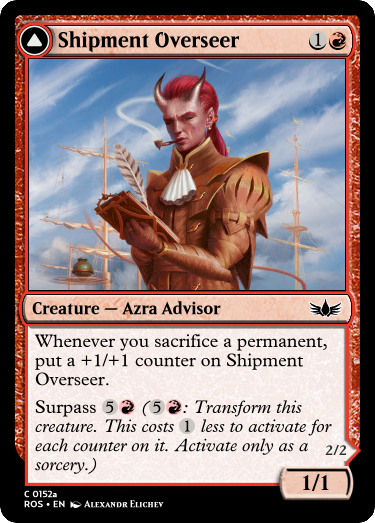 Shipment Overseer 1
Creature — Azra Advisor
Whenever you sacrifice a permanent,
put a +1/+1 counter on Shipment
Overseer.
Surpass 5 (5: Transform this
creature. This costs 1 less to activate for
each counter on it. Activate only as a
sorcery.)
2/2
1/1
C 0152a
ROS • EN Alexandr Elichev